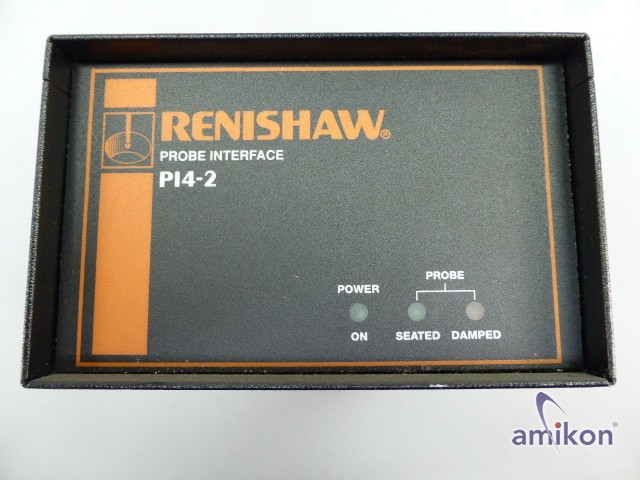 RENISHAW®
PROBE INTERFACE
PI4-2
PROBE
POWER
ON SEATED DAMPED
amikon®